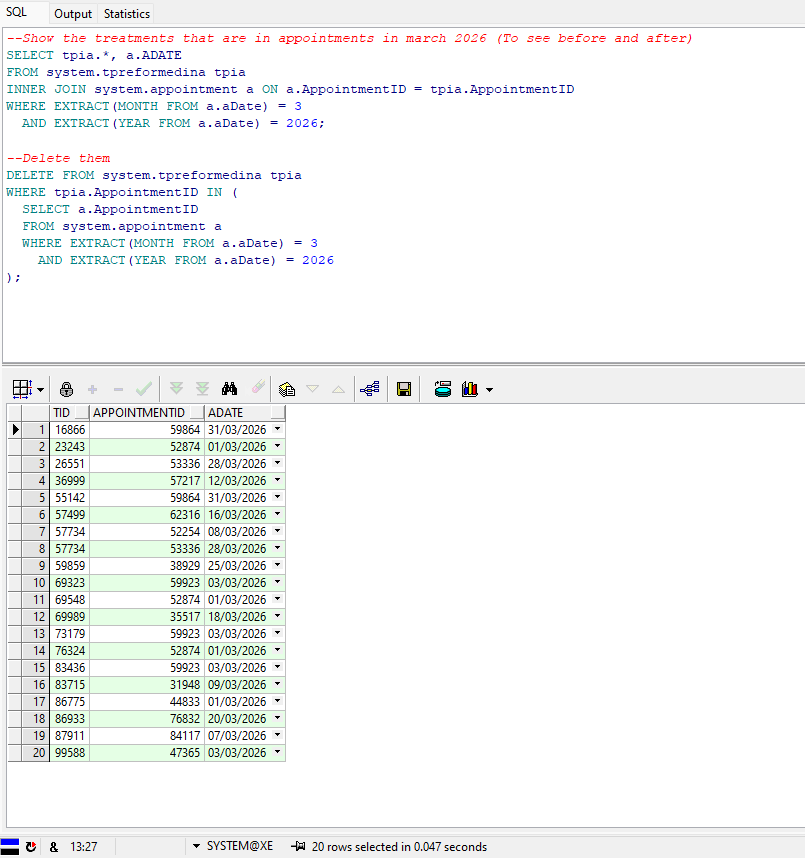 SQL Output Statistics
--Show the treatments that are in appointments in march 2026 (To see before and after)
SELECT tpia.*, a.ADATE
FROM system.tpreformedina tpia
INNER JOIN system.appointment a ON a.AppointmentID = tpia.AppointmentID
WHERE EXTRACT(MONTH FROM a.aDate) = 3
  AND EXTRACT(YEAR FROM a.aDate) = 2026;
--Delete them
DELETE FROM system.tpreformedina tpia
WHERE tpia.AppointmentID IN (
  SELECT a.AppointmentID
  FROM system.appointment a
  WHERE EXTRACT(MONTH FROM a.aDate) = 3
    AND EXTRACT(YEAR FROM a.aDate) = 2026
);
TID APPOINTMENTID ADATE
1 16866 59864 31/03/2026
2 23243 52874 01/03/2026
3 26551 53336 28/03/2026
4 36999 57217 12/03/2026
5 55142 59864 31/03/2026
6 57499 62316 16/03/2026
7 57734 52254 08/03/2026
8 57734 53336 28/03/2026
9 59859 38929 25/03/2026
10 69323 59923 03/03/2026
11 69548 52874 01/03/2026
12 69989 35517 18/03/2026
13 73179 59923 03/03/2026
14 76324 52874 01/03/2026
15 83436 59923 03/03/2026
16 83715 31948 09/03/2026
17 86775 44833 01/03/2026
18 86933 76832 20/03/2026
19 87911 84117 07/03/2026
20 99588 47365 03/03/2026
& 13:27 SYSTEM@XE 20 rows selected in 0.047 seconds